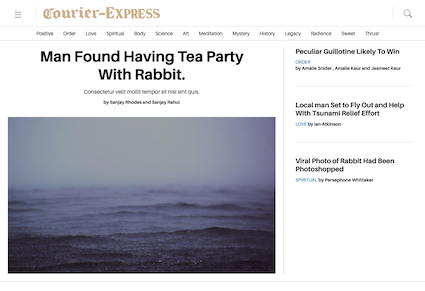 Courier-Express
Positive Order Love Spiritual Body Science Art Meditation Mystery History Legacy Radiance Sweet Thrust
Man Found Having Tea Party
With Rabbit.
Consectetur velit mollit tempor sit nisi sint quis.
by Sanjay Rhodes and Sanjay Rahul
Peculiar Guillotine Likely To Win
ORDER
by Amalie Snider , Amalie Kaur and Jasmeet Kaur
Local man Set to Fly Out and Help
With Tsunami Relief Effort
LOVE by Ian Atkinson
Viral Photo of Rabbit Had Been
Photoshopped
SPIRITUAL by Persephone Whittaker